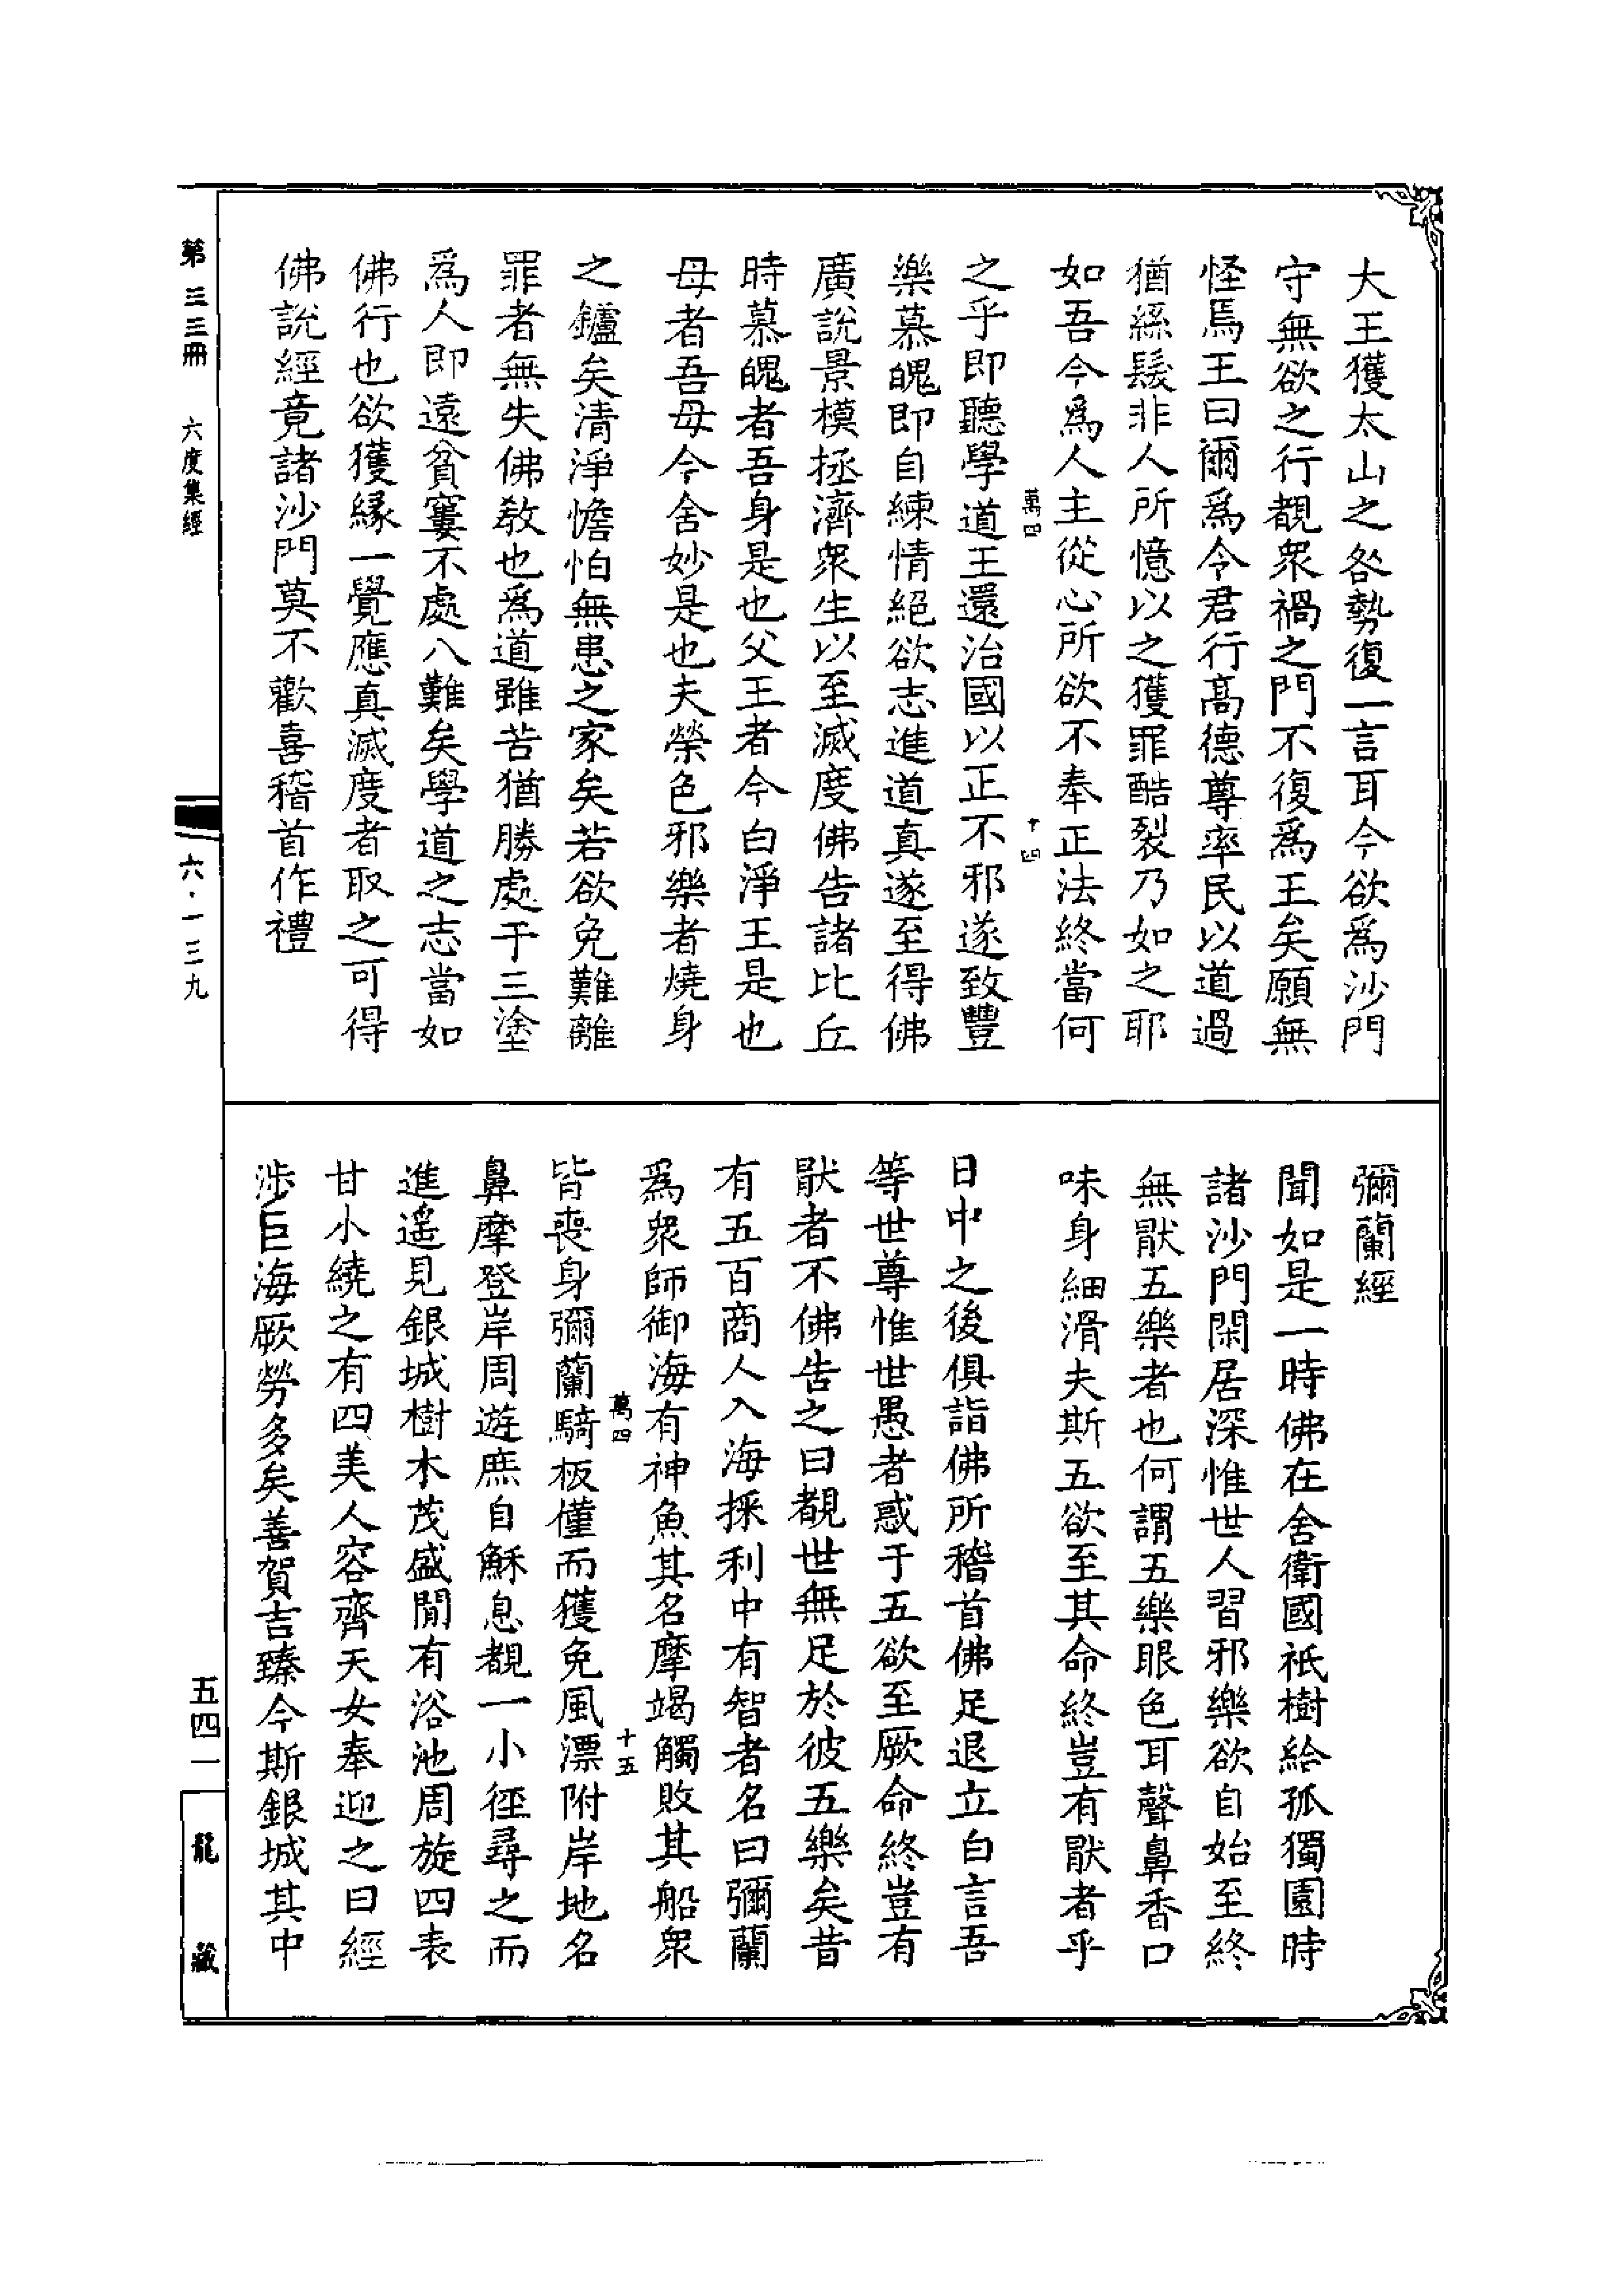 大王獲太山之咎勢復一言耳今欲爲沙門
守無欲之行覩衆禍之門不復爲王矣願無
怪焉王曰爾爲令君行高德尊率民以道過
猶絲髮非人所憶以之獲罪酷裂乃如之耶
如吾今爲人主從心所欲不奉正法終當何
萬四
十四
之乎即聽學道王還治國以正不邪遂致豐
樂慕魄即自練情絕欲志進道真遂至得佛
廣說景模拯濟衆生以至滅度佛告諸比丘
時慕魄者吾身是也父王者今白淨王是也
母者吾母今舍妙是也夫榮色邪樂者燒身
之鑪矣清淨憺怕無患之家矣若欲免難離
罪者無失佛教也爲道雖苦猶勝處于三塗
爲人即遠貧窶不處八難矣學道之志當如
佛行也欲獲緣一覺應真滅度者取之可得
佛說經竟諸沙門莫不歡喜稽首作禮
彌蘭經
聞如是一時佛在舍衛國祇樹給孤獨園時
諸沙門閑居深惟世人習邪樂欲自始至終
無猒五樂者也何謂五樂眼色耳聲鼻香口
味身細滑夫斯五欲至其命終豈有猒者乎
日中之後俱詣佛所稽首佛足退立白言吾
等世尊惟世愚者惑于五欲至厥命終豈有
猒者不佛告之曰覩世無足於彼五樂矣昔
有五百商人入海採利中有智者名曰彌蘭
爲衆師御海有神魚其名摩竭觸敗其船衆
萬四
十五
皆喪身彌蘭騎板僅而獲免風漂附岸地名
鼻摩登岸周遊庶自穌息覩一小徑尋之而
進遥見銀城樹木茂盛閒有浴池周旋四表
甘小繞之有四美人容齊天女奉迎之曰經
涉巨海厥勞多矣善賀吉臻今斯銀城其中
第三三冊
六度集經
六·一三九
五四一
龍藏